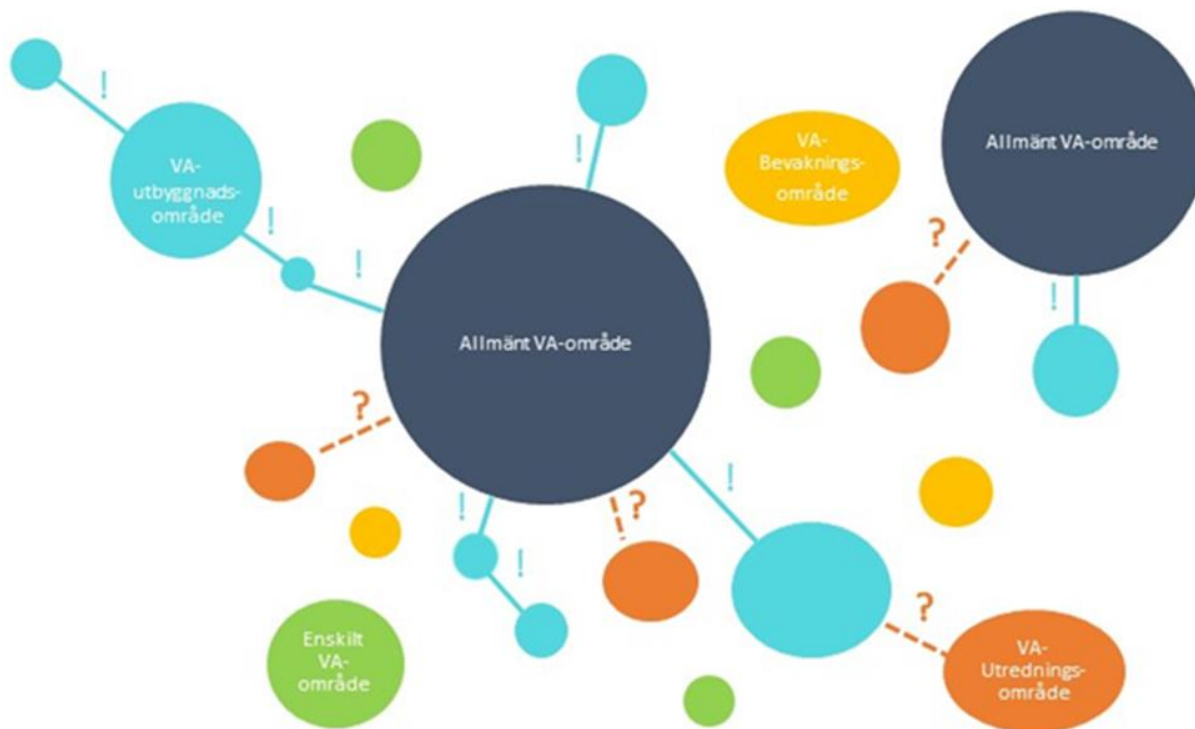 !
!
Allmänt VA-område
VA-
Bevaknings-
område
VA-
utbyggnads-
område
!
?
!
!
!
Allmänt VA-område
?
!
!
?
!
?
Enskilt
VA-
område
VA-
Utrednings-
område